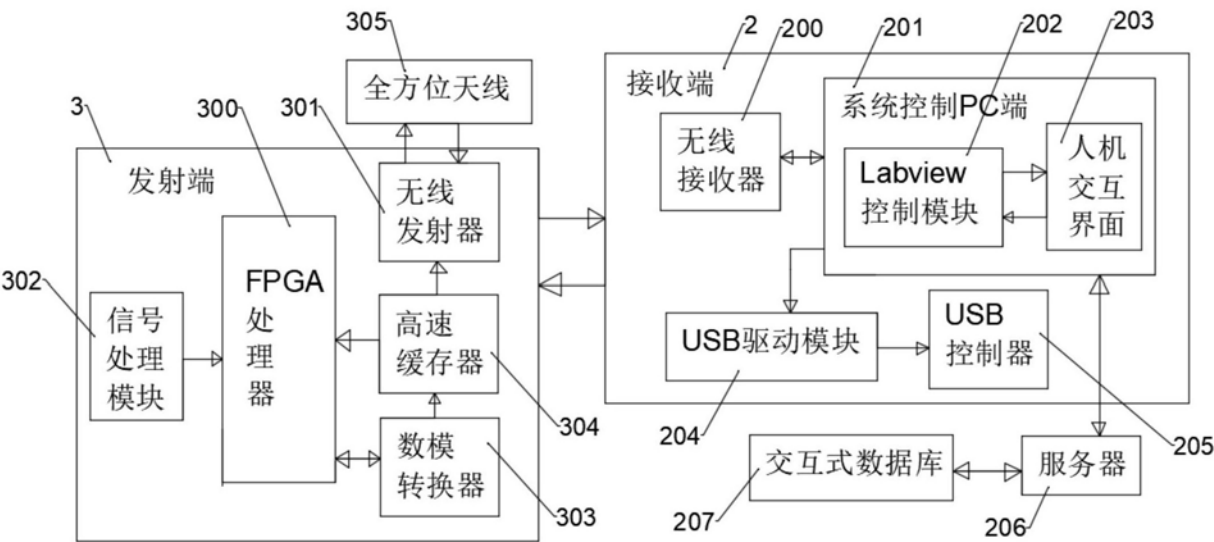 305
全方位天线
3
300
301
发射端
无线
发射器
302
信号
处理
模块
FPGA
处
理
器
高速
缓存器
304
数模
转换器
303
2
200
201
202
203
接收端
系统控制PC端
无线
接收器
Labview
控制模块
人机
交互
界面
USB驱动模块
204
USB
控制器
205
交互式数据库
207
服务器
206